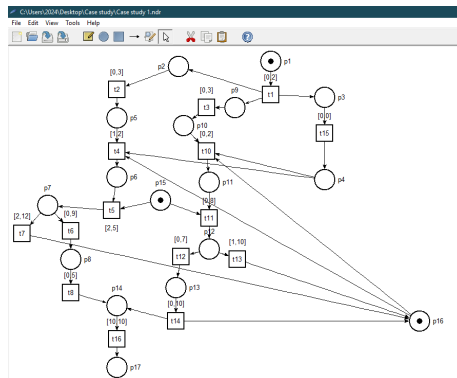 C:\Users\2024\Desktop\Case study\Case study 1.ndr
File Edit View Tools Help
p1
p2
[0,2]
t1
[0,3]
t2
[0,3]
t3
p9
p3
p5
p10
[0,0]
t15
[1,2]
t4
[0,2]
t10
p6
p11
p4
p7
p15
[0,8]
t11
t5
[2,5]
[2,12]
t7
[0,9]
t6
p12
[0,7]
t12
[1,10]
t13
p8
[0,5]
t8
p14
p13
[0,10]
t14
p16
[10,10]
t16
p17